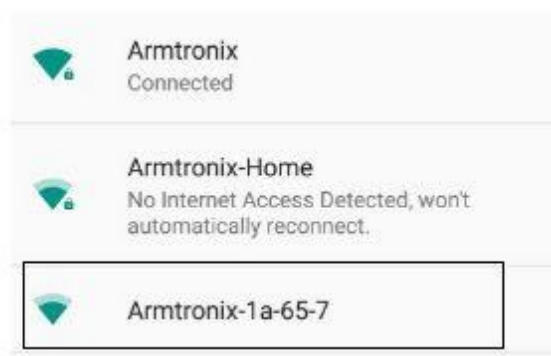 Armtronix
Connected
Armtronix-Home
No Internet Access Detected, won't
automatically reconnect.
Armtronix-1a-65-7